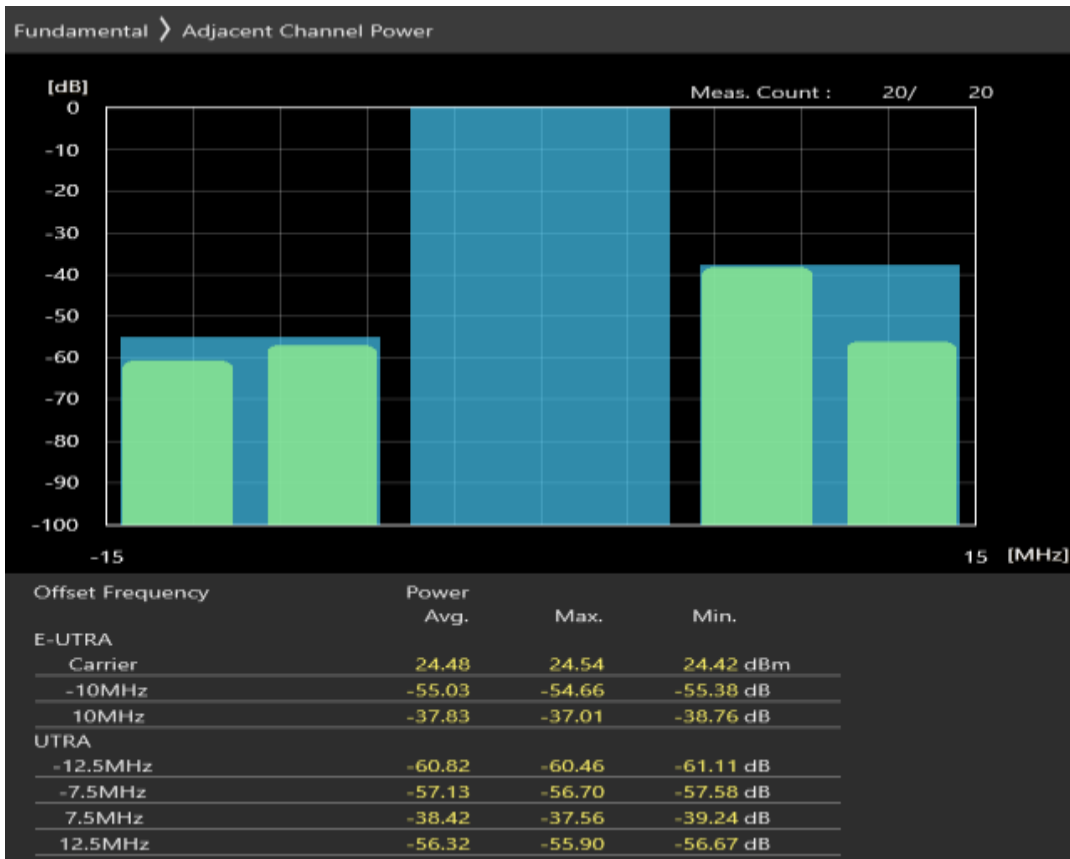 Fundamental 》 Adjacent Channel Power
[dB]
Meas. Count : 20/ 20
0
-10
-20
-30
-40
-50
-60
-70
-80
-90
-100
-15 15 [MHz]
Offset Frequency Power
Avg. Max. Min.
E-UTRA
Carrier 24.48 24.54 24.42 dBm
-10MHz -55.03 -54.66 -55.38 dB
10MHz -37.83 -37.01 -38.76 dB
UTRA
-12.5MHz -60.82 -60.46 -61.11 dB
-7.5MHz -57.13 -56.70 -57.58 dB
7.5MHz -38.42 -37.56 -39.24 dB
12.5MHz -56.32 -55.90 -56.67 dB